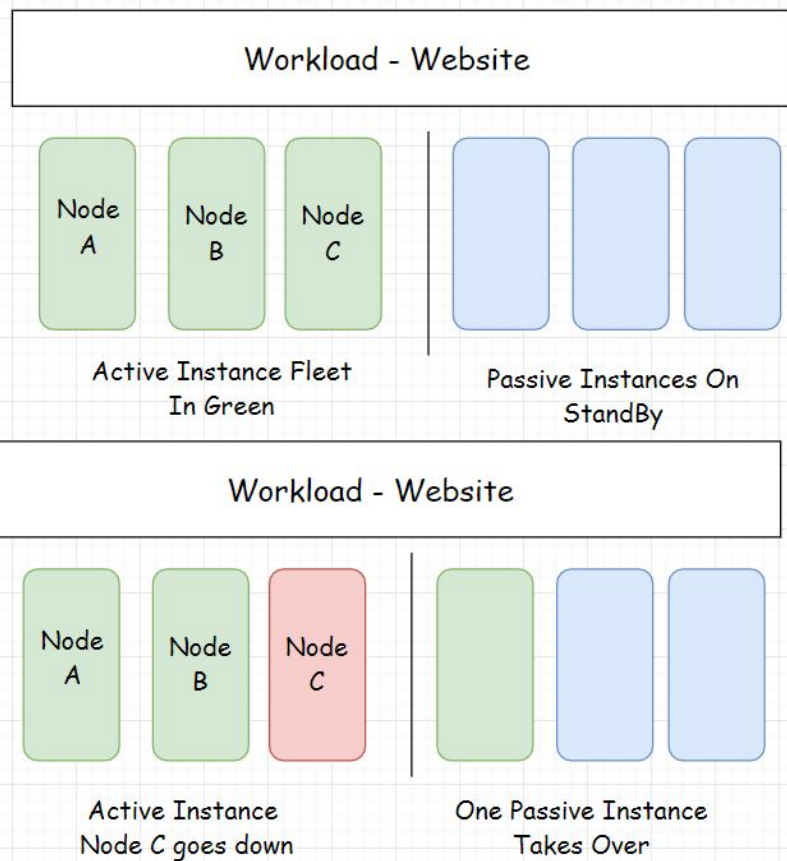 Workload - Website
Node
A
Node
B
Node
C
Active Instance Fleet
In Green
Passive Instances On
StandBy
Workload - Website
Node
A
Node
B
Node
C
Active Instance
Node C goes down
One Passive Instance
Takes Over